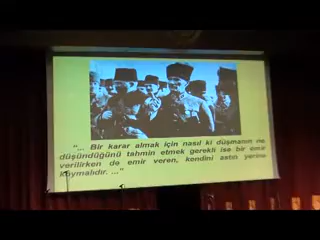 "... Bir karar almak için nasıl ki düşmanın ne
düşündüğünü tahmin etmek gerekli ise bir emir
verilirken de emir veren, kendini astın yerine
koymalıdır. ..."